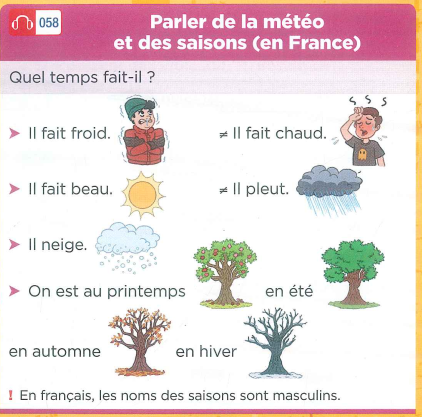 058
Parler de la météo
et des saisons (en France)
Quel temps fait-il ?
➤ Il fait froid. ≠ Il fait chaud.
➤ Il fait beau. ≠ Il pleut.
➤ Il neige.
➤ On est au printemps en été
en automne en hiver
! En français, les noms des saisons sont masculins.